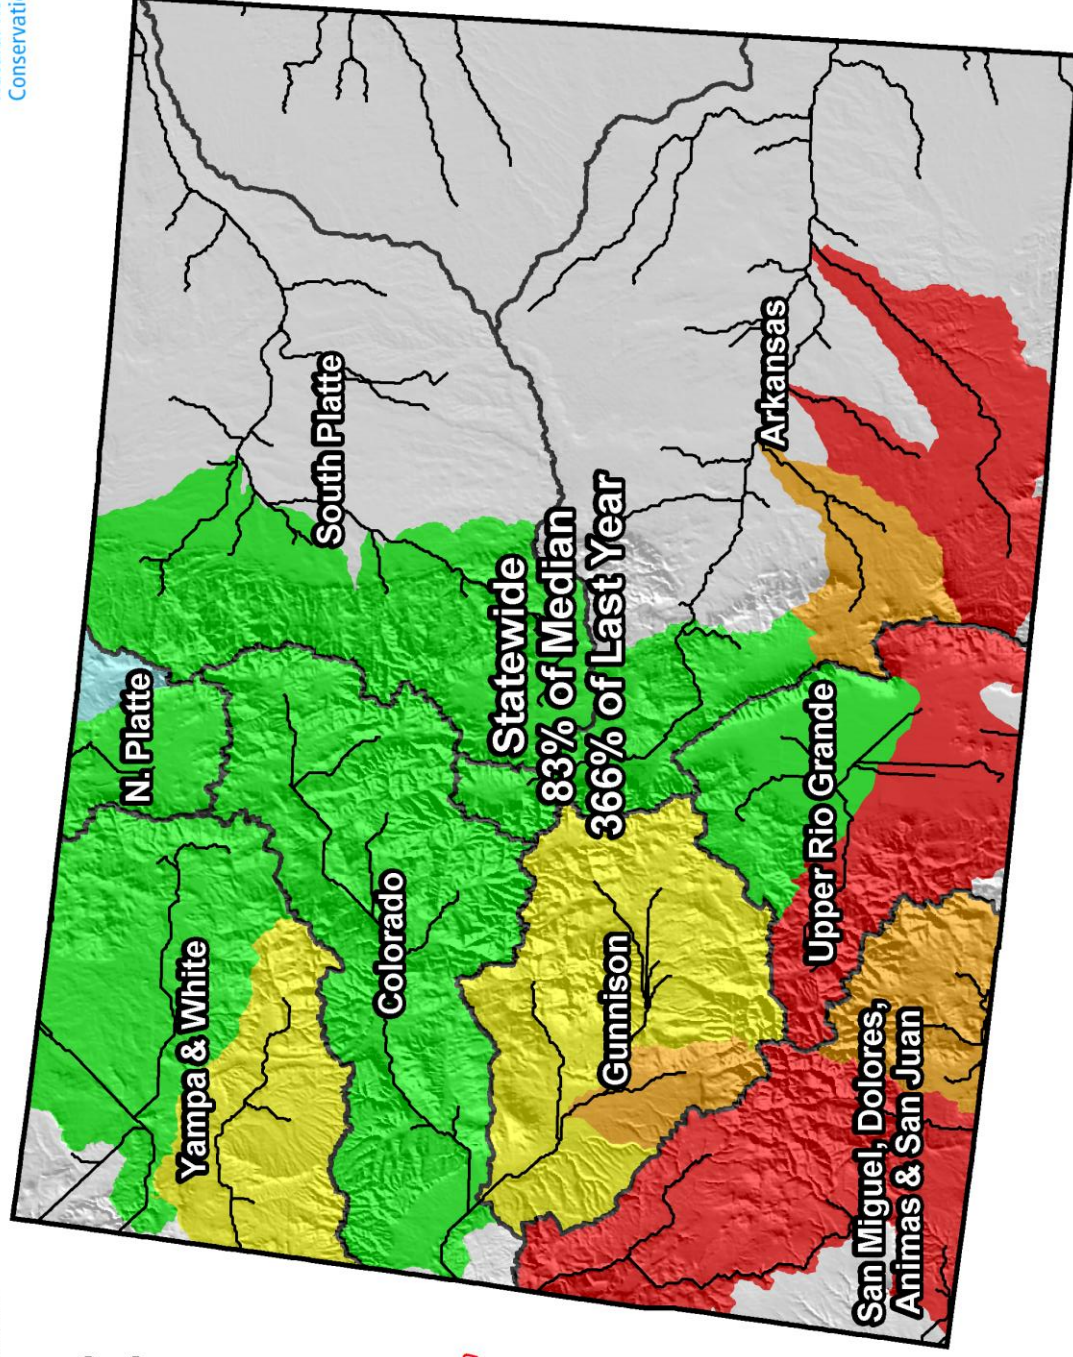 Conservati
N. Platte
Yampa & White
South Platte
Colorado
Statewide
83% of Median
366% of Last Year
Gunnison
Arkansas
Upper Rio Grande
San Miguel, Dolores,
Animas & San Juan